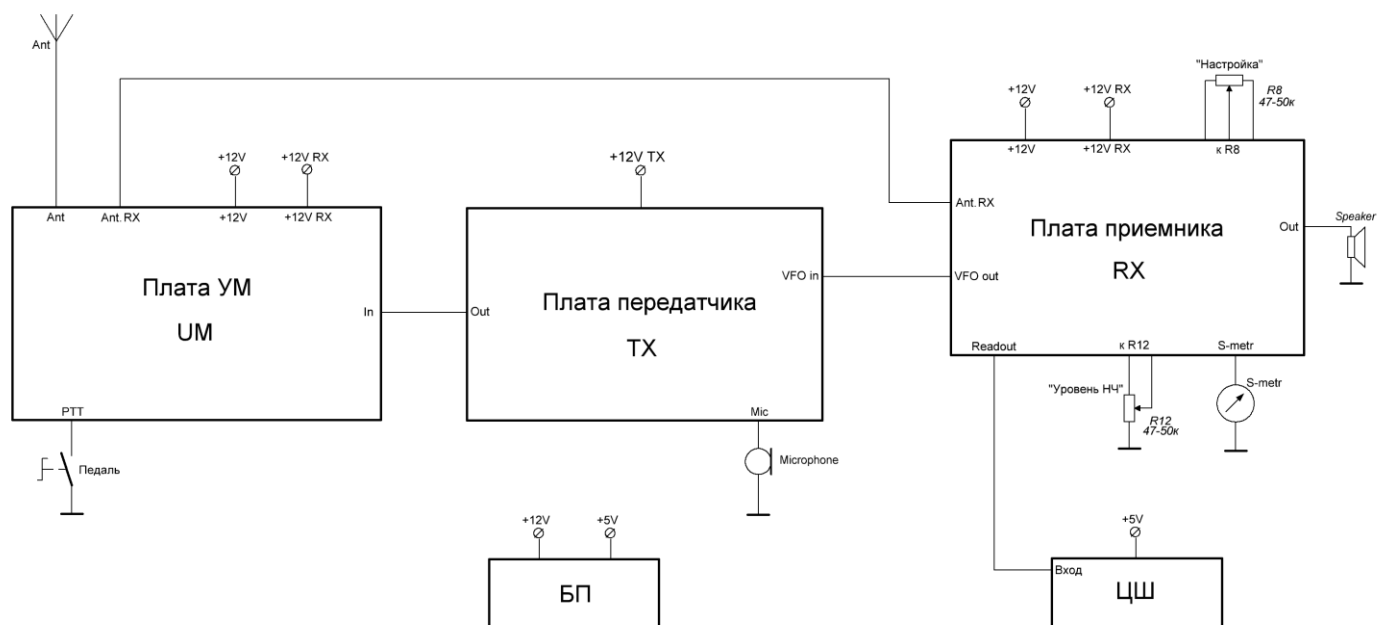 Ant
"Настройка"
R8
47-50к
+12V
+12V RX
+12V
+12V RX
+12V
+12V RX
+12V TX
к R8
Ant
Ant. RX
+12V
+12V RX
Плата УМ
UM
In
PTT
Педаль
Плата передатчика
TX
VFO in
Out
Mic
Microphone
Ant. RX
Плата приемника
RX
Out
Speaker
VFO out
Readout
к R12
S-metr
"Уровень НЧ"
R12
47-50к
S-metr
+12V
+5V
БП
+5V
Вход
ЦШ